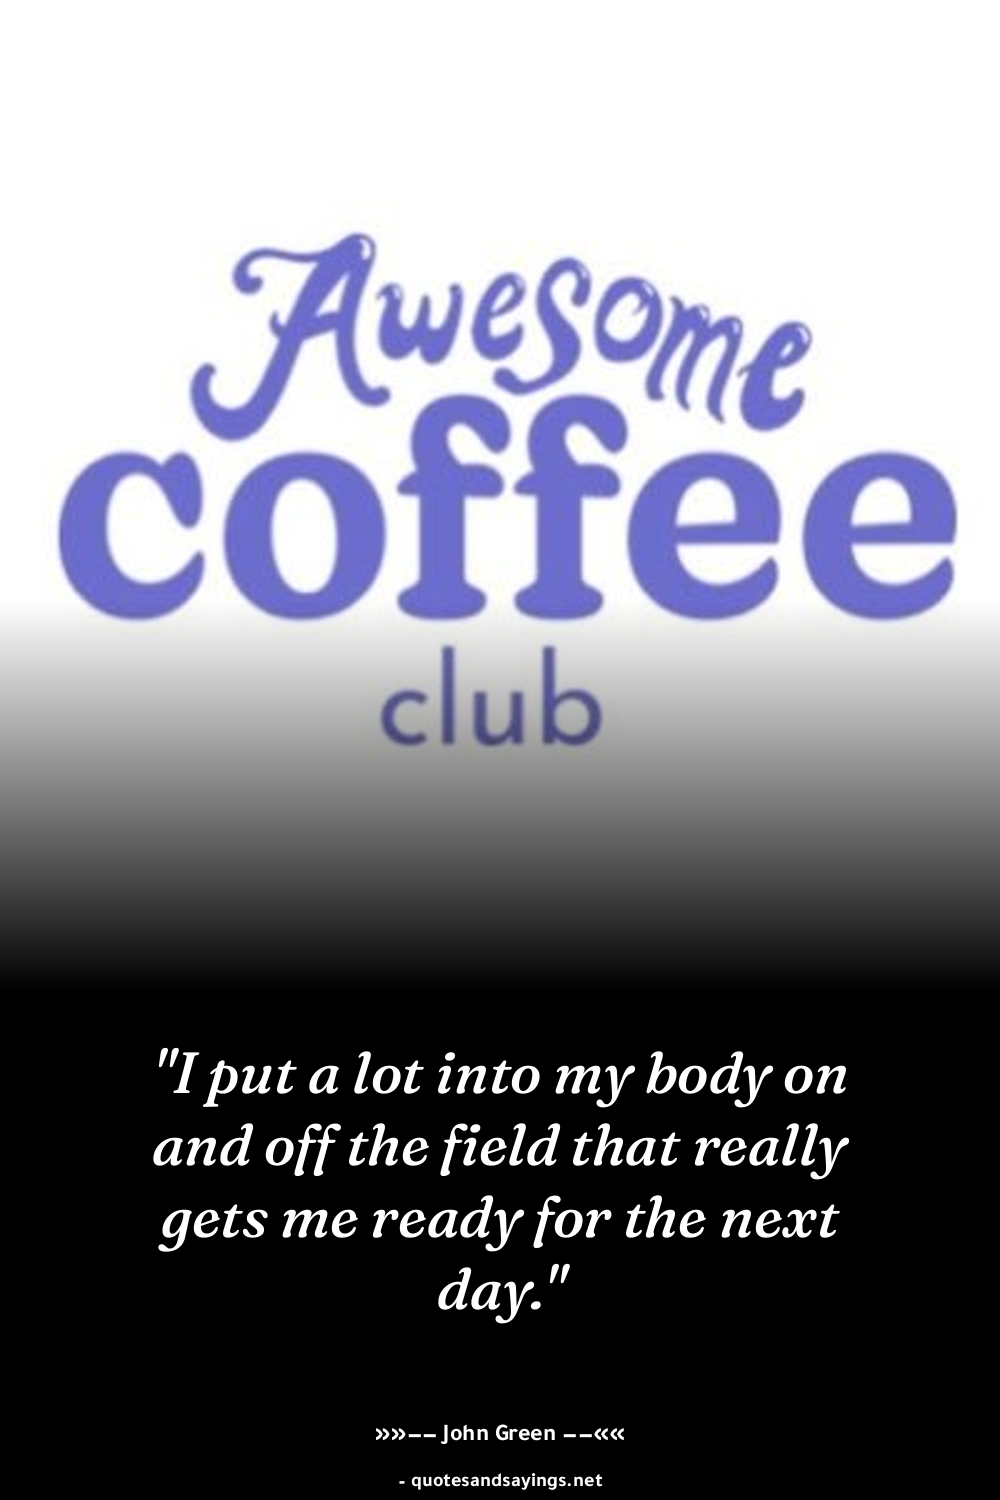 Awesome
coffee
club
"I put a lot into my body on
and off the field that really
gets me ready for the next
day."
»»–– John Green ––««
- quotesandsayings.net